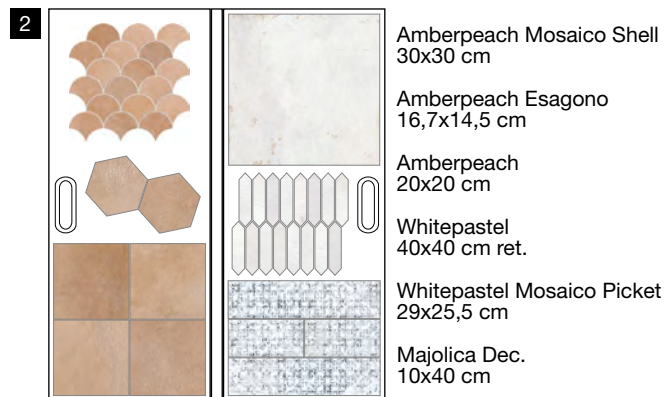 2
Amberpeach Mosaico Shell
30x30 cm
Amberpeach Esagono
16,7x14,5 cm
Amberpeach
20x20 cm
Whitepastel
40x40 cm ret.
Whitepastel Mosaico Picket
29x25,5 cm
Majolica Dec.
10x40 cm